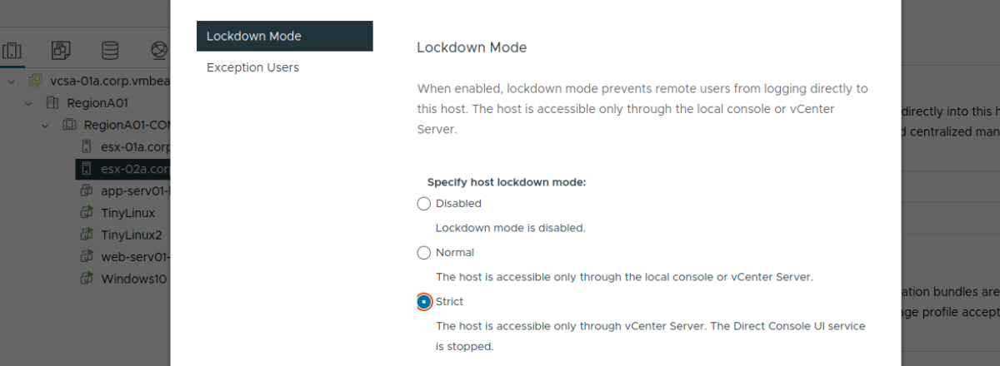 Lockdown Mode
Exception Users
vcsa-01a.corp.vmbea
RegionA01
RegionA01-COM
esx-01a.corp
esx-02a.corp
app-serv01-
TinyLinux
TinyLinux2
web-serv01-
Windows10
Lockdown Mode
When enabled, lockdown mode prevents remote users from logging directly to
this host. The host is accessible only through the local console or vCenter
Server.
Specify host lockdown mode:
Disabled
Lockdown mode is disabled.
Normal
The host is accessible only through the local console or vCenter Server.
Strict
The host is accessible only through vCenter Server. The Direct Console UI service
is stopped.
directly into this h
d centralized man
ation bundles are
age profile accept